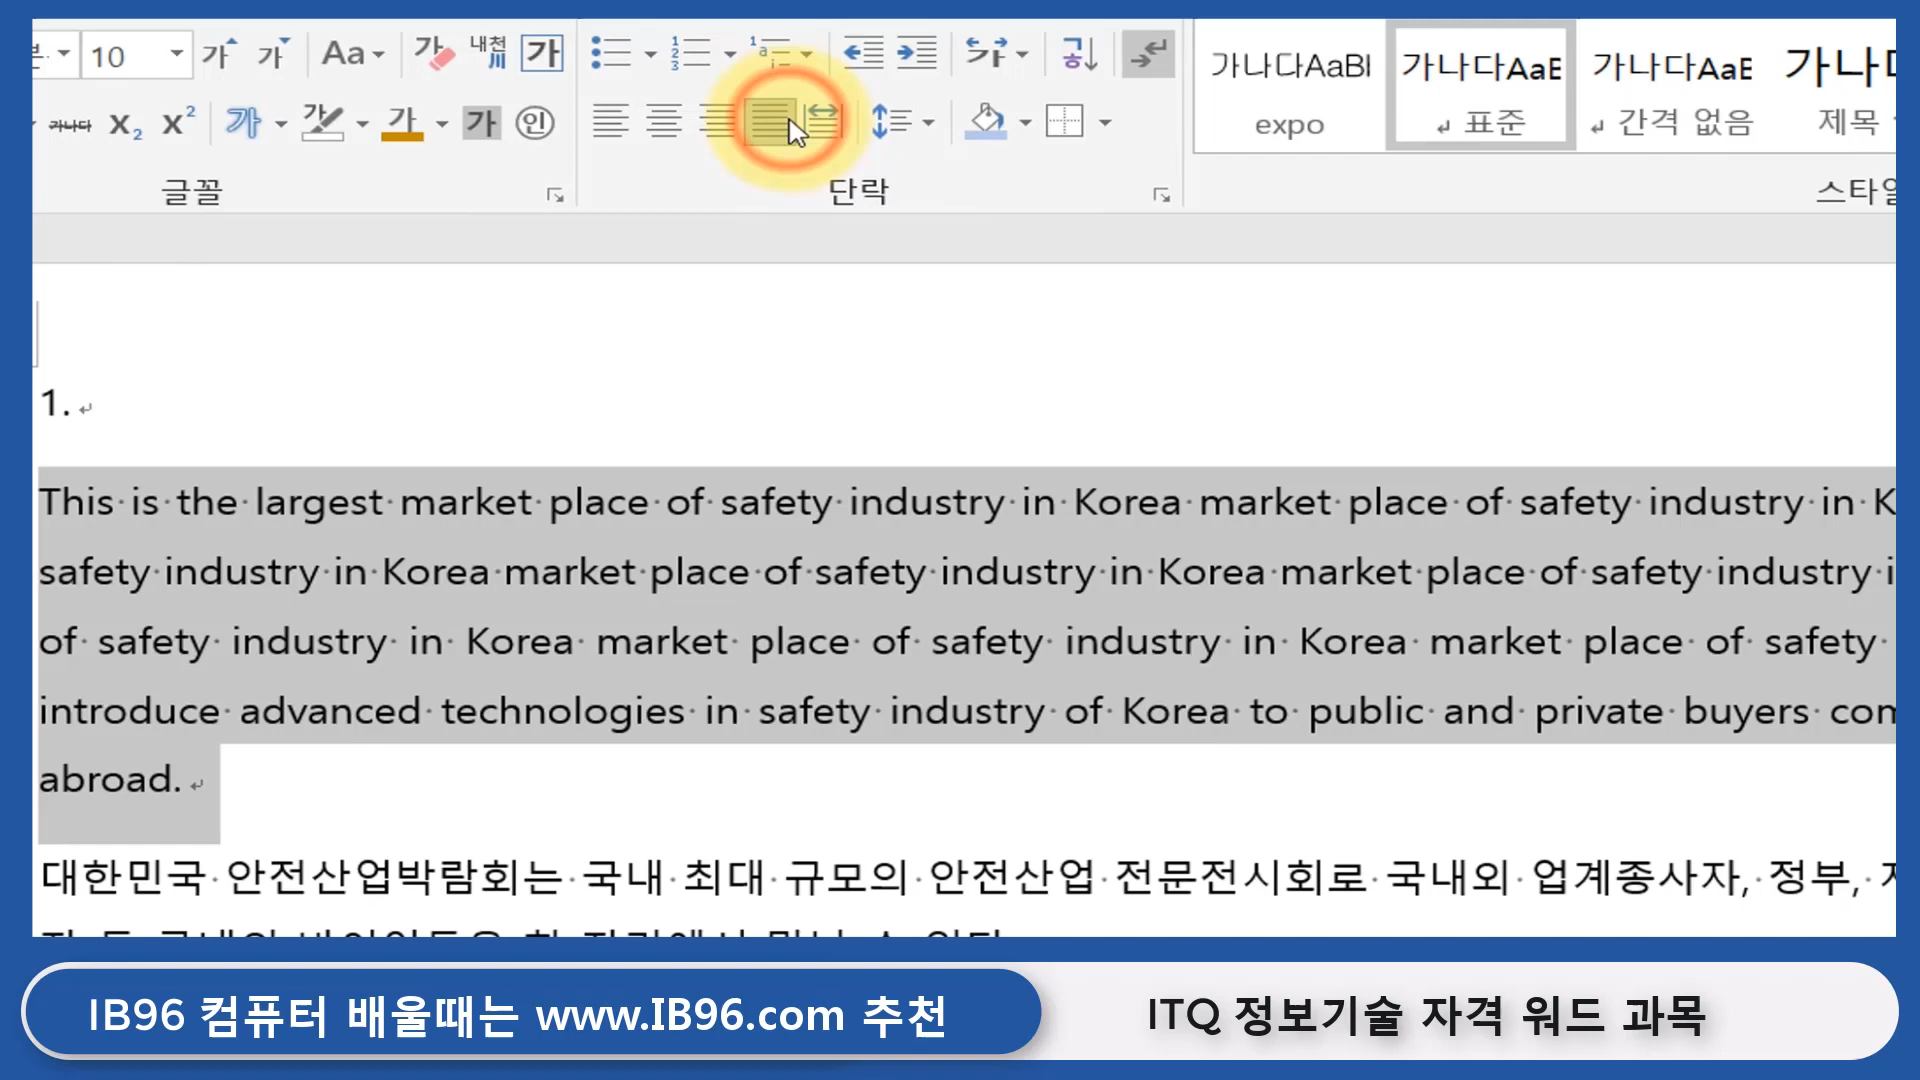 10 가 가 Aa 가 내천 川 가
가나다 X₂ X² 가 가 가 가 인
글꼴
단락
가나다AaBl 가나다AaE 가나다AaE 가나
expo 표준 간격 없음 제목
스타일
1.
This is the largest market place of safety industry in Korea market place of safety industry in K
safety industry in Korea market place of safety industry in Korea market place of safety industry i
of safety industry in Korea market place of safety industry in Korea market place of safety
introduce advanced technologies in safety industry of Korea to public and private buyers com
abroad.
대한민국 안전산업박람회는 국내 최대 규모의 안전산업 전문전시회로 국내외 업계종사자, 정부,
IB96 컴퓨터 배울때는 www.IB96.com 추천
ITQ 정보기술 자격 워드 과목